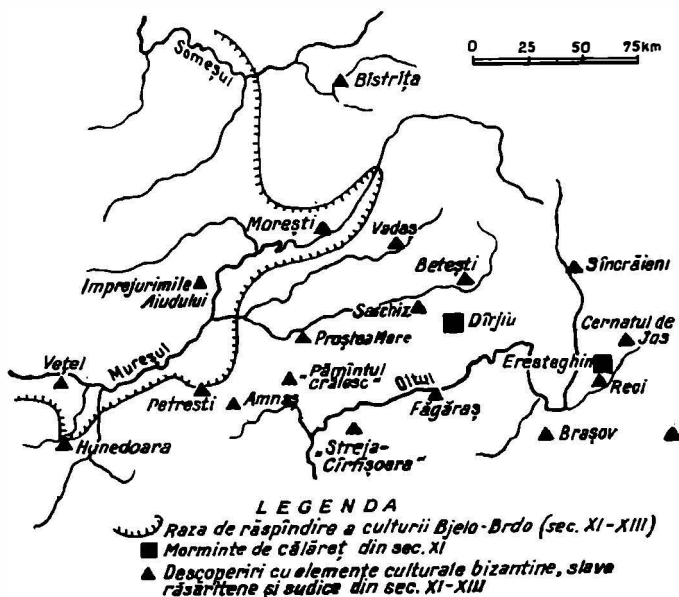 Someșul
0 25 50 75km
Bistrița
Morești
Vadaș
Sîncrăieni
Betești
Imprejurimile
Aiudului
Saschiz
Dîrjiu
Cernatul de
Jos
Proștea Mare
Mureșul
Vețel
„Pămîntul
crăiesc"
Eresteghin
Oltul
Reci
Petresti
Amnaș
Făgăraș
Hunedoara
„Streja-
Cîrțișoara"
Brașov
LEGENDA
Raza de răspîndire a culturii Bjelo-Brdo (sec. XI-XIII)
Morminte de călăreț din sec. XI
Descoperiri cu elemente culturale bizantine, slave
răsăritene și sudice din sec. XI-XIII